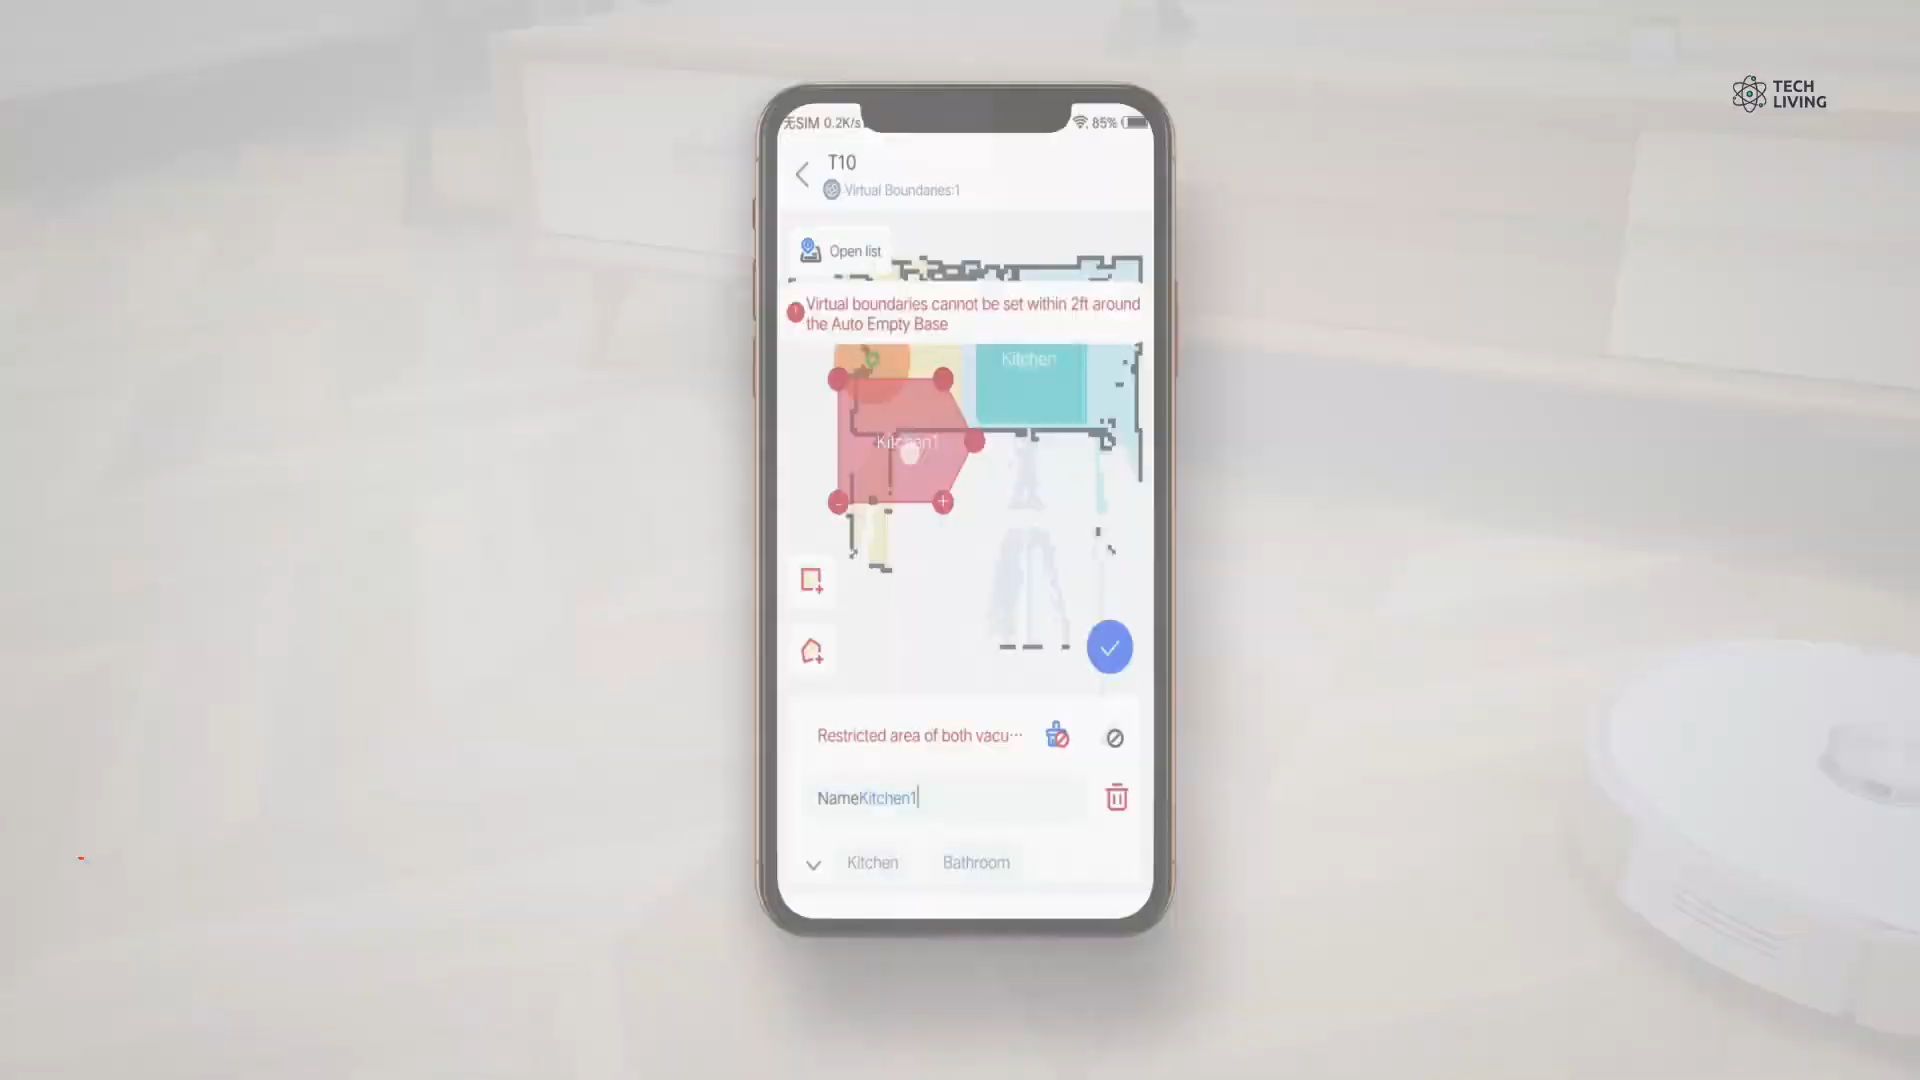 TECH
LIVING
无SIM 0.2K/s
85%
T10
Virtual Boundaries:1
Open list
Virtual boundaries cannot be set within 2ft around
the Auto Empty Base
Kitchen
Kitchen1
Restricted area of both vacu···
NameKitchen1
Kitchen
Bathroom